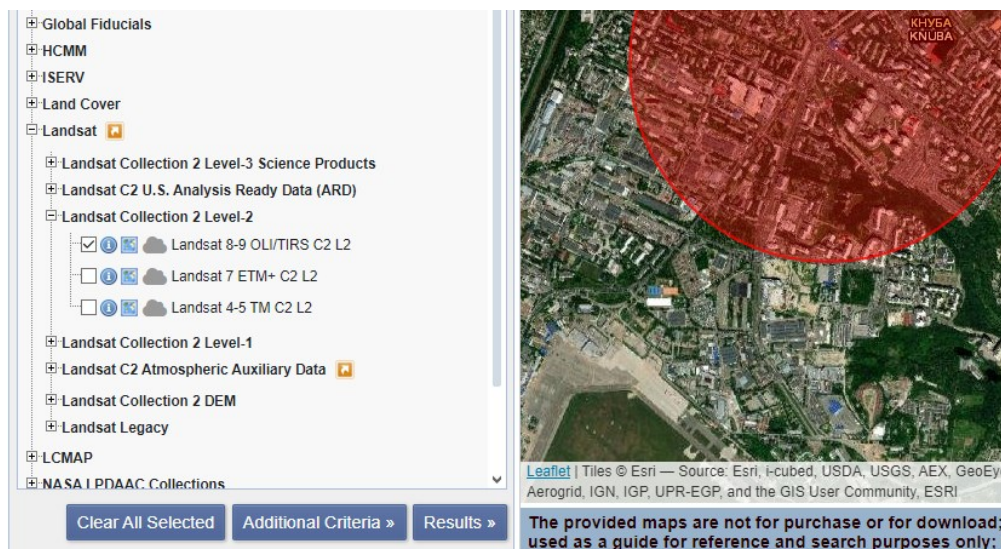 Global Fiducials
HCMM
ISERV
Land Cover
Landsat
Landsat Collection 2 Level-3 Science Products
Landsat C2 U.S. Analysis Ready Data (ARD)
Landsat Collection 2 Level-2
Landsat 8-9 OLI/TIRS C2 L2
Landsat 7 ETM+ C2 L2
Landsat 4-5 TM C2 L2
Landsat Collection 2 Level-1
Landsat C2 Atmospheric Auxiliary Data
Landsat Collection 2 DEM
Landsat Legacy
LCMAP
NASA LPDAAC Collections
Clear All Selected
Additional Criteria »
Results »
КНУБА
KNUBA
Leaflet | Tiles © Esri — Source: Esri, i-cubed, USDA, USGS, AEX, GeoEy
Aerogrid, IGN, IGP, UPR-EGP, and the GIS User Community, ESRI
The provided maps are not for purchase or for download;
used as a guide for reference and search purposes only;